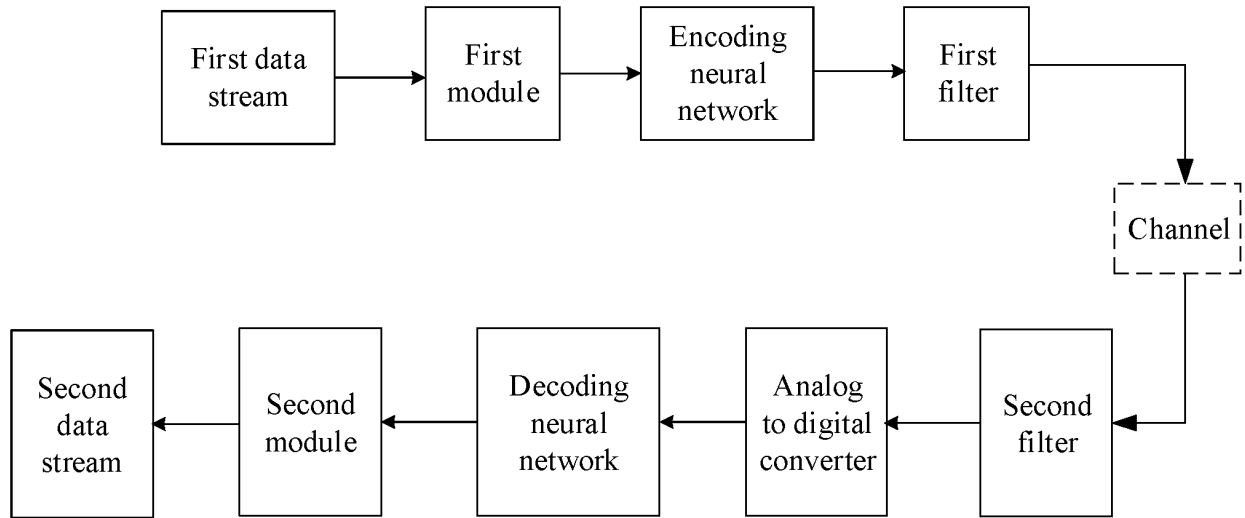 First data
stream
First
module
Encoding
neural
network
First
filter
Channel
Second
data
stream
Second
module
Decoding
neural
network
Analog
to digital
converter
Second
filter